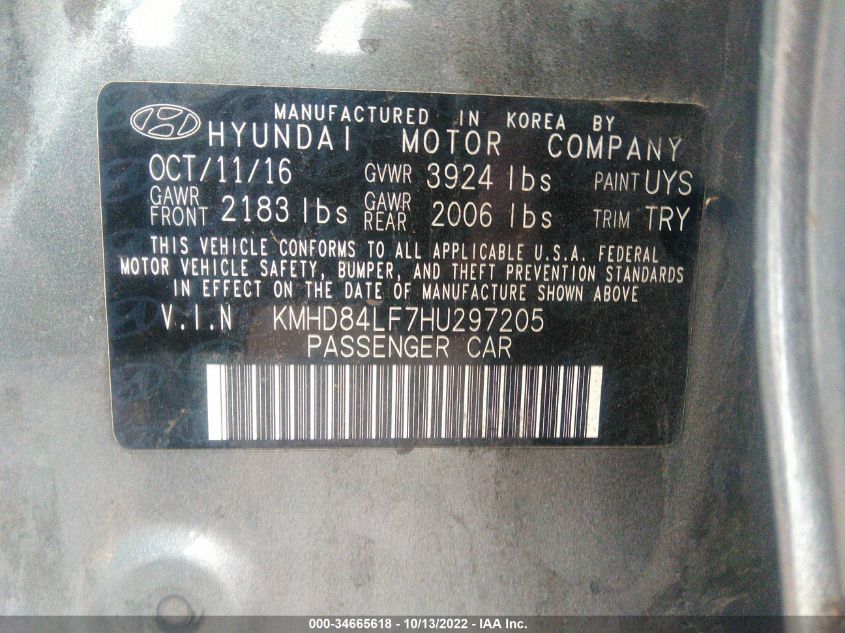 MANUFACTURED IN KOREA BY
HYUNDAI MOTOR COMPANY
OCT/11/16 GVWR 3924 lbs PAINT UYS
GAWR FRONT 2183 lbs GAWR REAR 2006 lbs TRIM TRY
THIS VEHICLE CONFORMS TO ALL APPLICABLE U.S.A. FEDERAL
MOTOR VEHICLE SAFETY, BUMPER, AND THEFT PREVENTION STANDARDS
IN EFFECT ON THE DATE OF MANUFACTURE SHOWN ABOVE
V.I.N KMHD84LF7HU297205
PASSENGER CAR
000-34665618 - 10/13/2022 - IAA Inc.